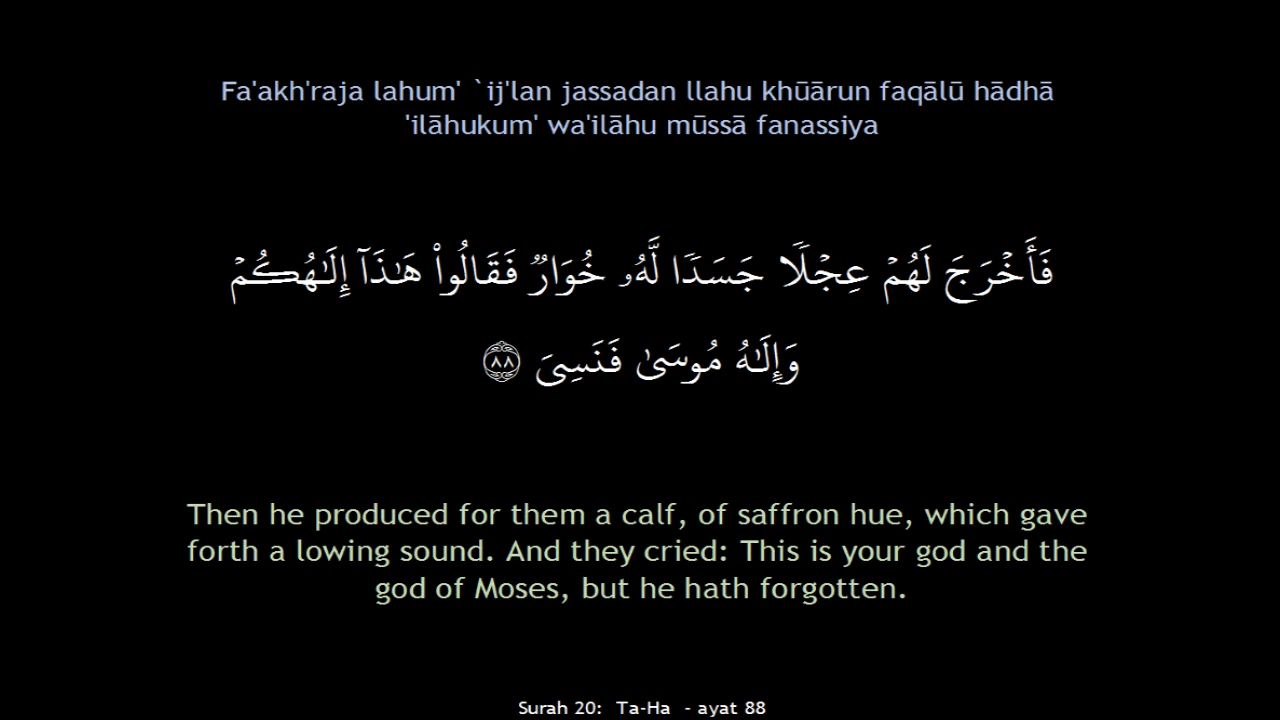 Fa'akh'raja lahum' `ij'lan jassadan llahu khūārun faqālū hādhā
'ilāhukum' wa'ilāhu mūssā fanassiya
فَأَخْرَجَ لَهُمْ عِجْلًا جَسَدًا لَّهُۥ خُوَارٌ فَقَالُوا۟ هَـٰذَآ إِلَـٰهُكُمْ
وَإِلَـٰهُ مُوسَىٰ فَنَسِىَ ٨٨
Then he produced for them a calf, of saffron hue, which gave
forth a lowing sound. And they cried: This is your god and the
god of Moses, but he hath forgotten.
Surah 20: Ta-Ha - ayat 88